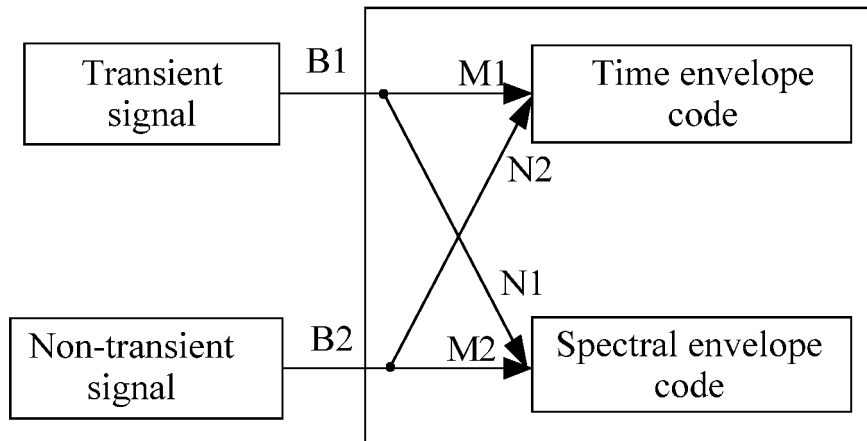 Transient
signal
B1
M1
Time envelope
code
N2
N1
Non-transient
signal
B2
M2
Spectral envelope
code